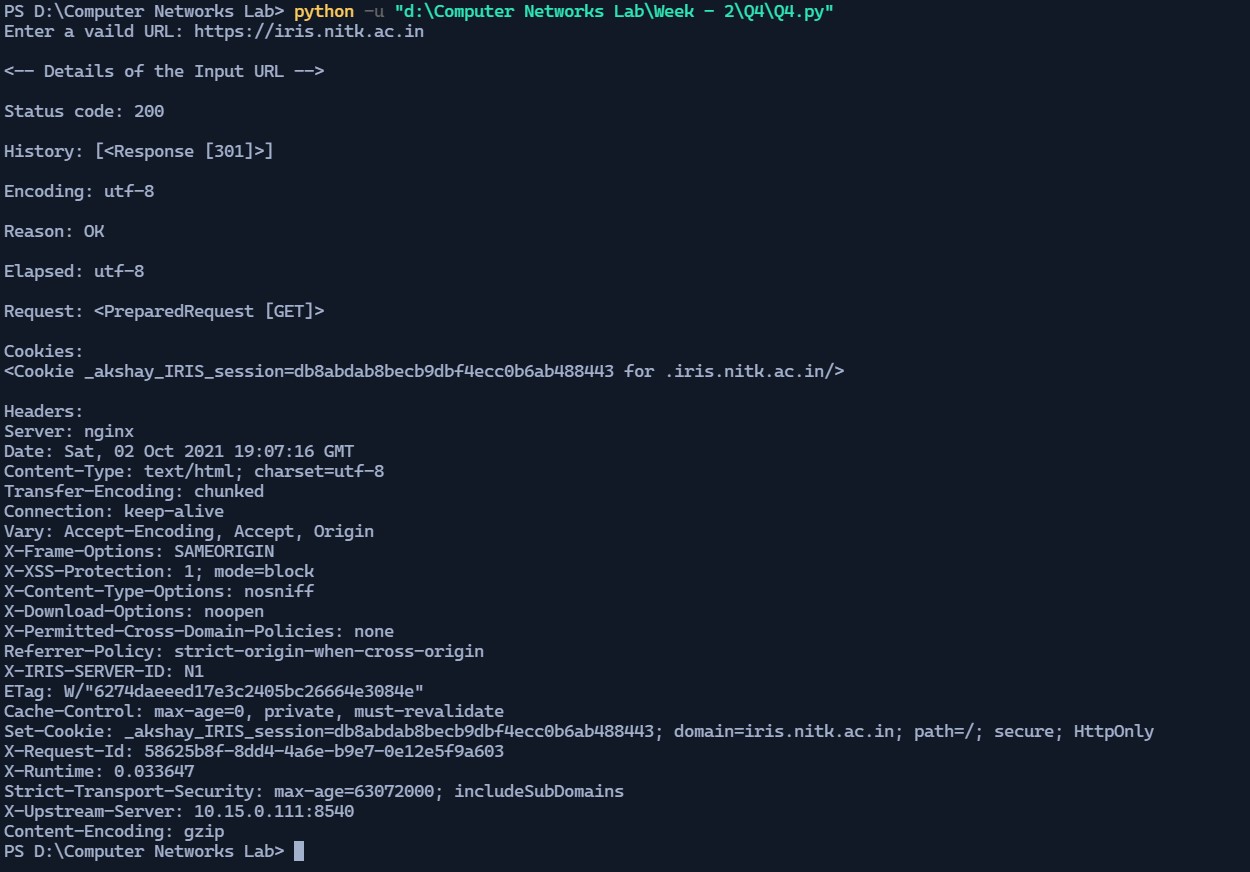 PS D:\Computer Networks Lab> python -u "d:\Computer Networks Lab\Week - 2\Q4\Q4.py"
Enter a vaild URL: https://iris.nitk.ac.in
<-- Details of the Input URL -->
Status code: 200
History: [<Response [301]>]
Encoding: utf-8
Reason: OK
Elapsed: utf-8
Request: <PreparedRequest [GET]>
Cookies:
<Cookie _akshay_IRIS_session=db8abdab8becb9dbf4ecc0b6ab488443 for .iris.nitk.ac.in/>
Headers:
Server: nginx
Date: Sat, 02 Oct 2021 19:07:16 GMT
Content-Type: text/html; charset=utf-8
Transfer-Encoding: chunked
Connection: keep-alive
Vary: Accept-Encoding, Accept, Origin
X-Frame-Options: SAMEORIGIN
X-XSS-Protection: 1; mode=block
X-Content-Type-Options: nosniff
X-Download-Options: noopen
X-Permitted-Cross-Domain-Policies: none
Referrer-Policy: strict-origin-when-cross-origin
X-IRIS-SERVER-ID: N1
ETag: W/"6274daeeed17e3c2405bc26664e3084e"
Cache-Control: max-age=0, private, must-revalidate
Set-Cookie: _akshay_IRIS_session=db8abdab8becb9dbf4ecc0b6ab488443; domain=iris.nitk.ac.in; path=/; secure; HttpOnly
X-Request-Id: 58625b8f-8dd4-4a6e-b9e7-0e12e5f9a603
X-Runtime: 0.033647
Strict-Transport-Security: max-age=63072000; includeSubDomains
X-Upstream-Server: 10.15.0.111:8540
Content-Encoding: gzip
PS D:\Computer Networks Lab>